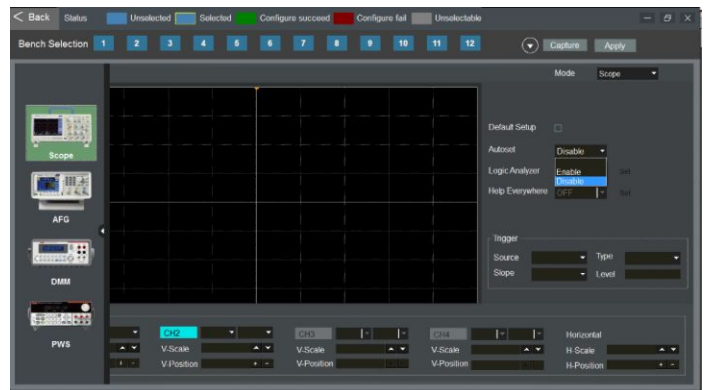 < Back Status Unselected Selected Configure succeed Configure fail Unselectable
Bench Selection 1 2 3 4 5 6 7 8 9 10 11 12 Capture Apply
Mode Scope
Default Setup
Scope
Autoset Disable
Logic Analyzer Enable Set
Disable
Help Everywhere OFF Set
AFG
Trigger
Source Type
Slope Level
DMM
CH2 CH3 CH4 Horizontal
PWS
V-Scale V-Scale V-Scale H-Scale
V-Position V-Position V-Position H-Position